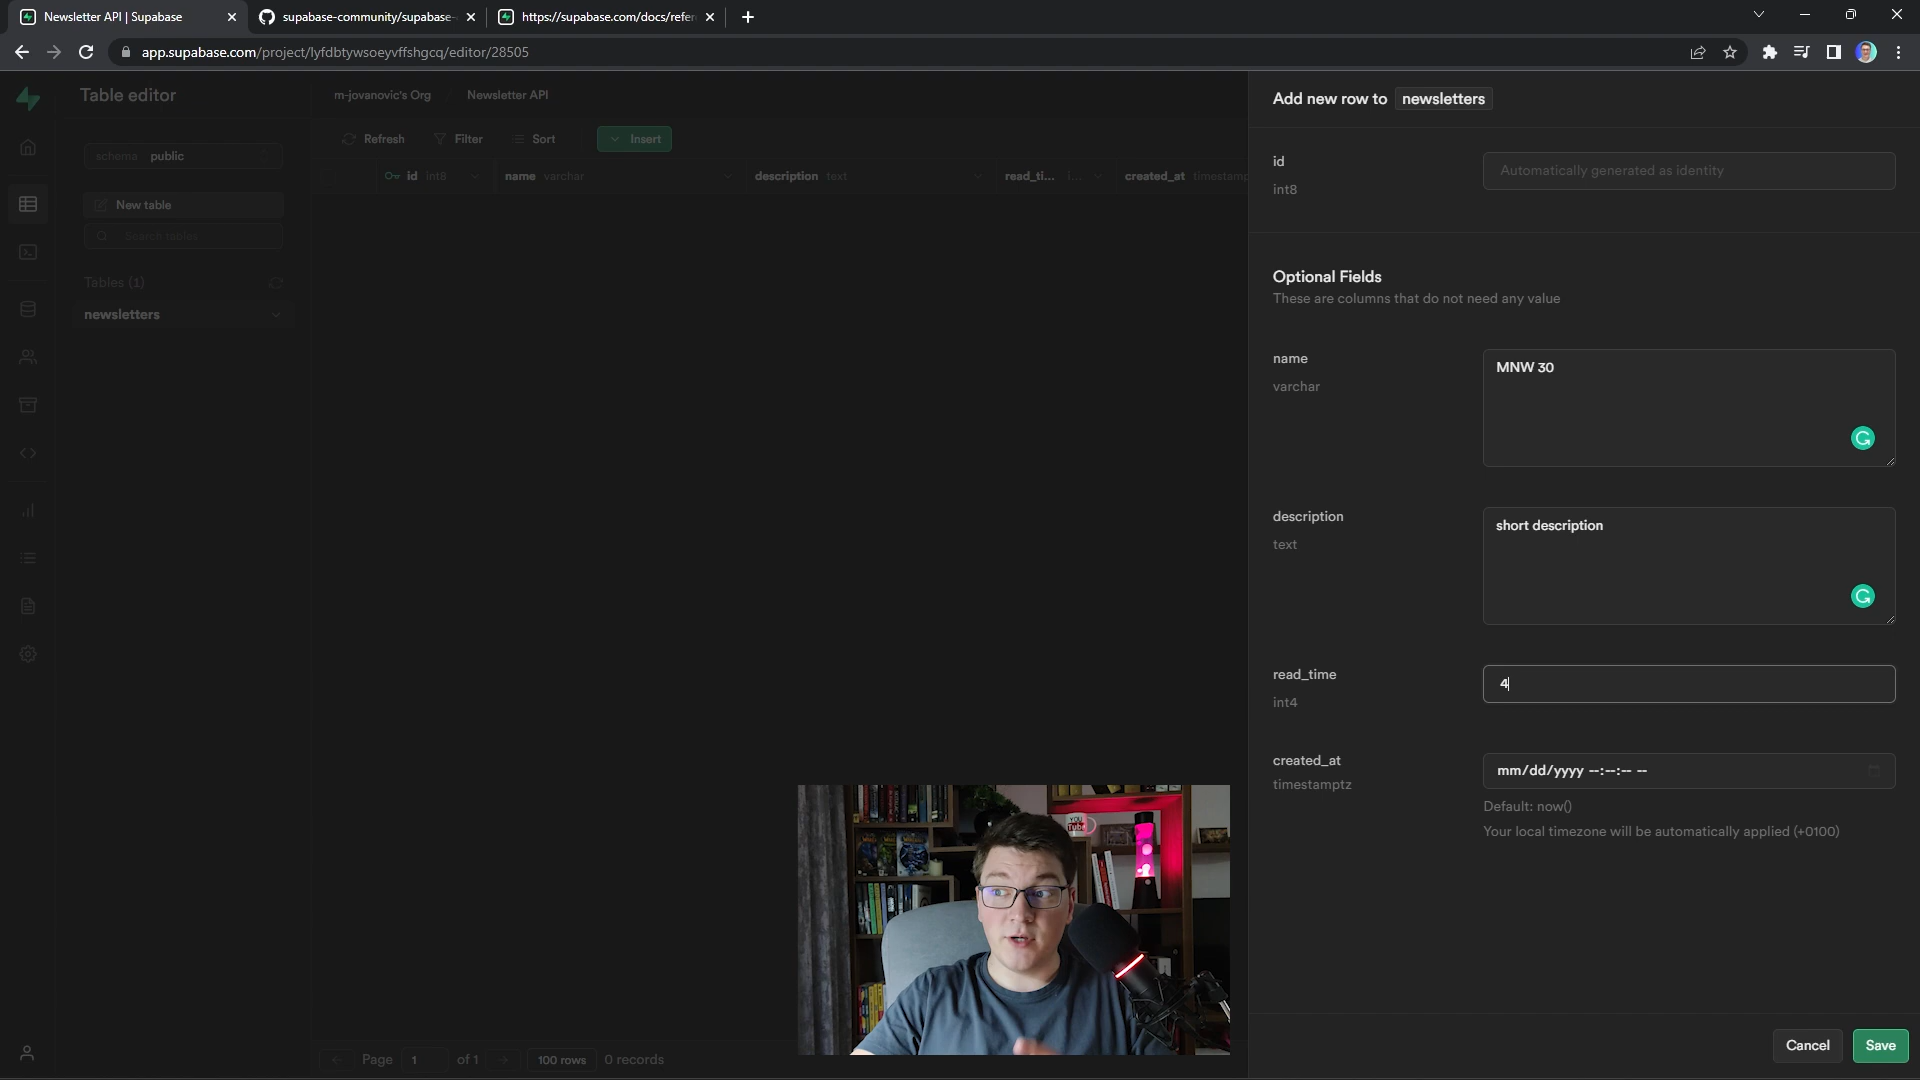 Newsletter API | Supabase
supabase-community/supabase-
https://supabase.com/docs/refer
app.supabase.com/project/lyfdbtywsoeyvffshgcq/editor/28505
Table editor
m-jovanovic's Org
Newsletter API
Refresh
Filter
Sort
Insert
schema public
id int8
name varchar
description text
read_ti... i...
created_at timestamp
New table
Search tables
Tables (1)
newsletters
Add new row to newsletters
id
int8
Automatically generated as identity
Optional Fields
These are columns that do not need any value
name
varchar
MNW 30
description
text
short description
read_time
int4
4
created_at
timestamptz
mm/dd/yyyy --:--:-- --
Default: now()
Your local timezone will be automatically applied (+0100)
YOU
Tube
Page 1 of 1
100 rows
0 records
Cancel
Save